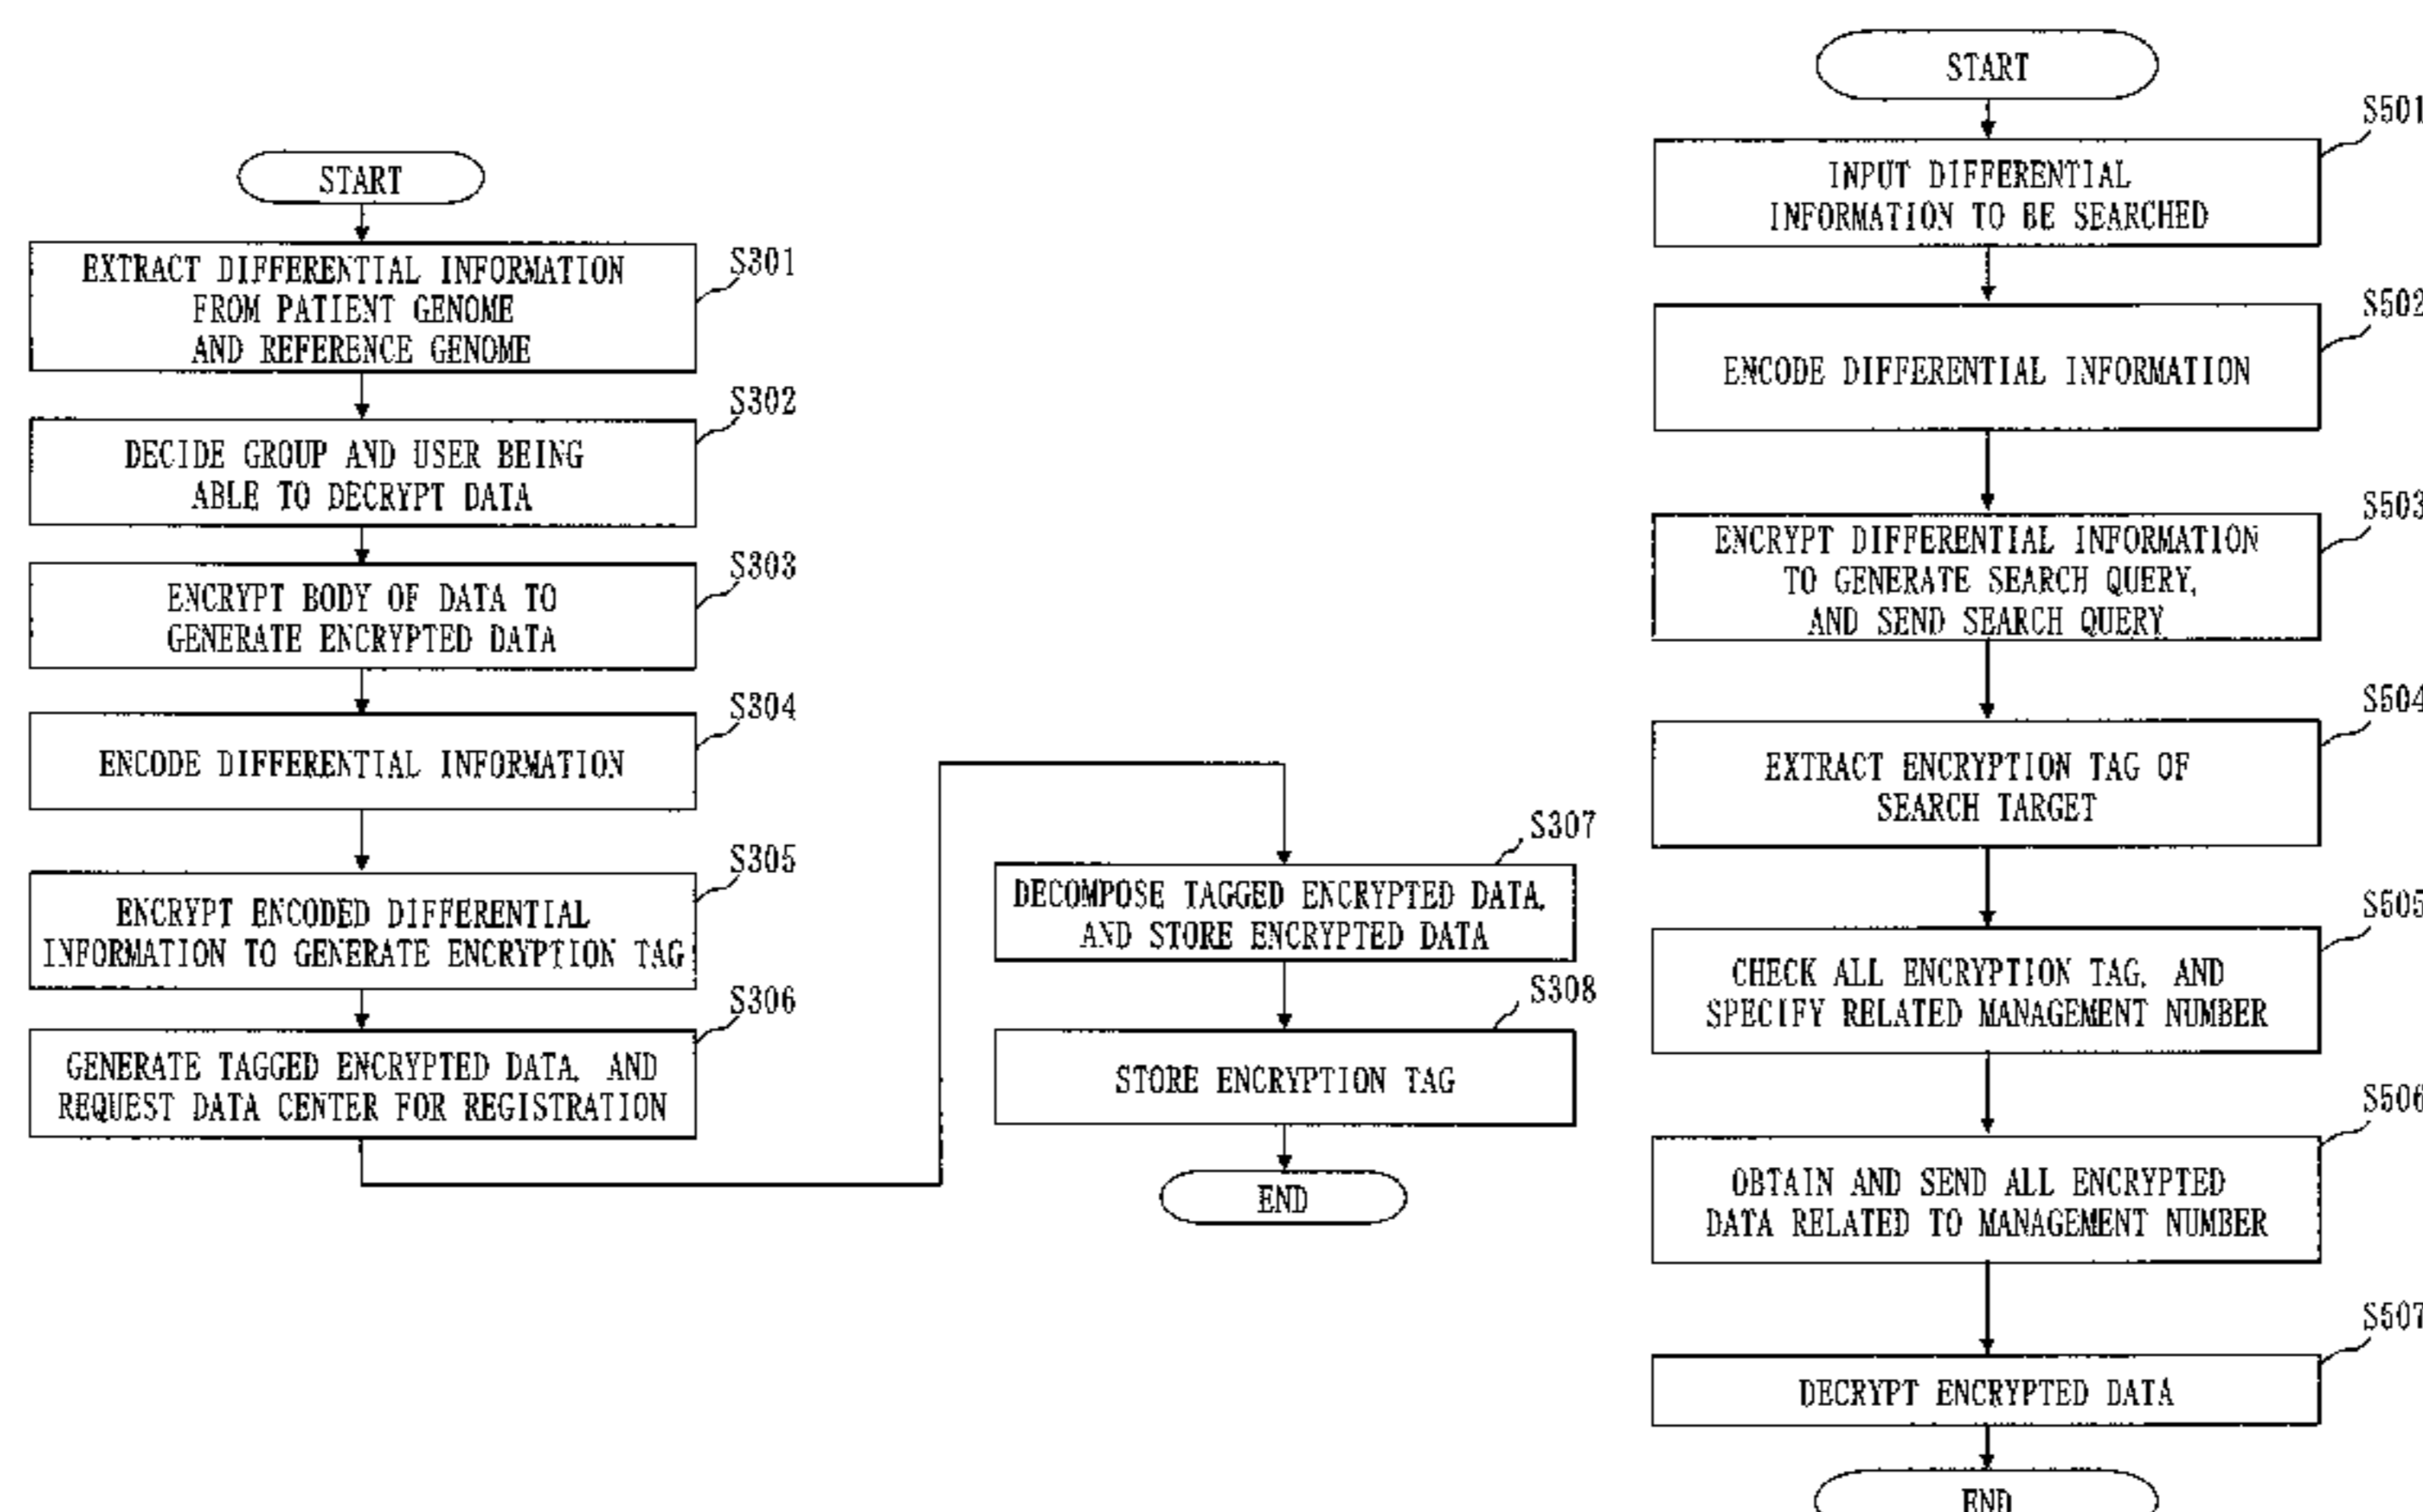 START
EXTRACT DIFFERENTIAL INFORMATION
FROM PATIENT GENOME
AND REFERENCE GENOME
S301
DECIDE GROUP AND USER BEING
ABLE TO DECRYPT DATA
S302
ENCRYPT BODY OF DATA TO
GENERATE ENCRYPTED DATA
S303
ENCODE DIFFERENTIAL INFORMATION
S304
ENCRYPT ENCODED DIFFERENTIAL
INFORMATION TO GENERATE ENCRYPTION TAG
S305
GENERATE TAGGED ENCRYPTED DATA, AND
REQUEST DATA CENTER FOR REGISTRATION
S306
DECOMPOSE TAGGED ENCRYPTED DATA,
AND STORE ENCRYPTED DATA
S307
STORE ENCRYPTION TAG
S308
END
START
INPUT DIFFERENTIAL
INFORMATION TO BE SEARCHED
S501
ENCODE DIFFERENTIAL INFORMATION
S502
ENCRYPT DIFFERENTIAL INFORMATION
TO GENERATE SEARCH QUERY,
AND SEND SEARCH QUERY
S503
EXTRACT ENCRYPTION TAG OF
SEARCH TARGET
S504
CHECK ALL ENCRYPTION TAG, AND
SPECIFY RELATED MANAGEMENT NUMBER
S505
OBTAIN AND SEND ALL ENCRYPTED
DATA RELATED TO MANAGEMENT NUMBER
S506
DECRYPT ENCRYPTED DATA
S507
END